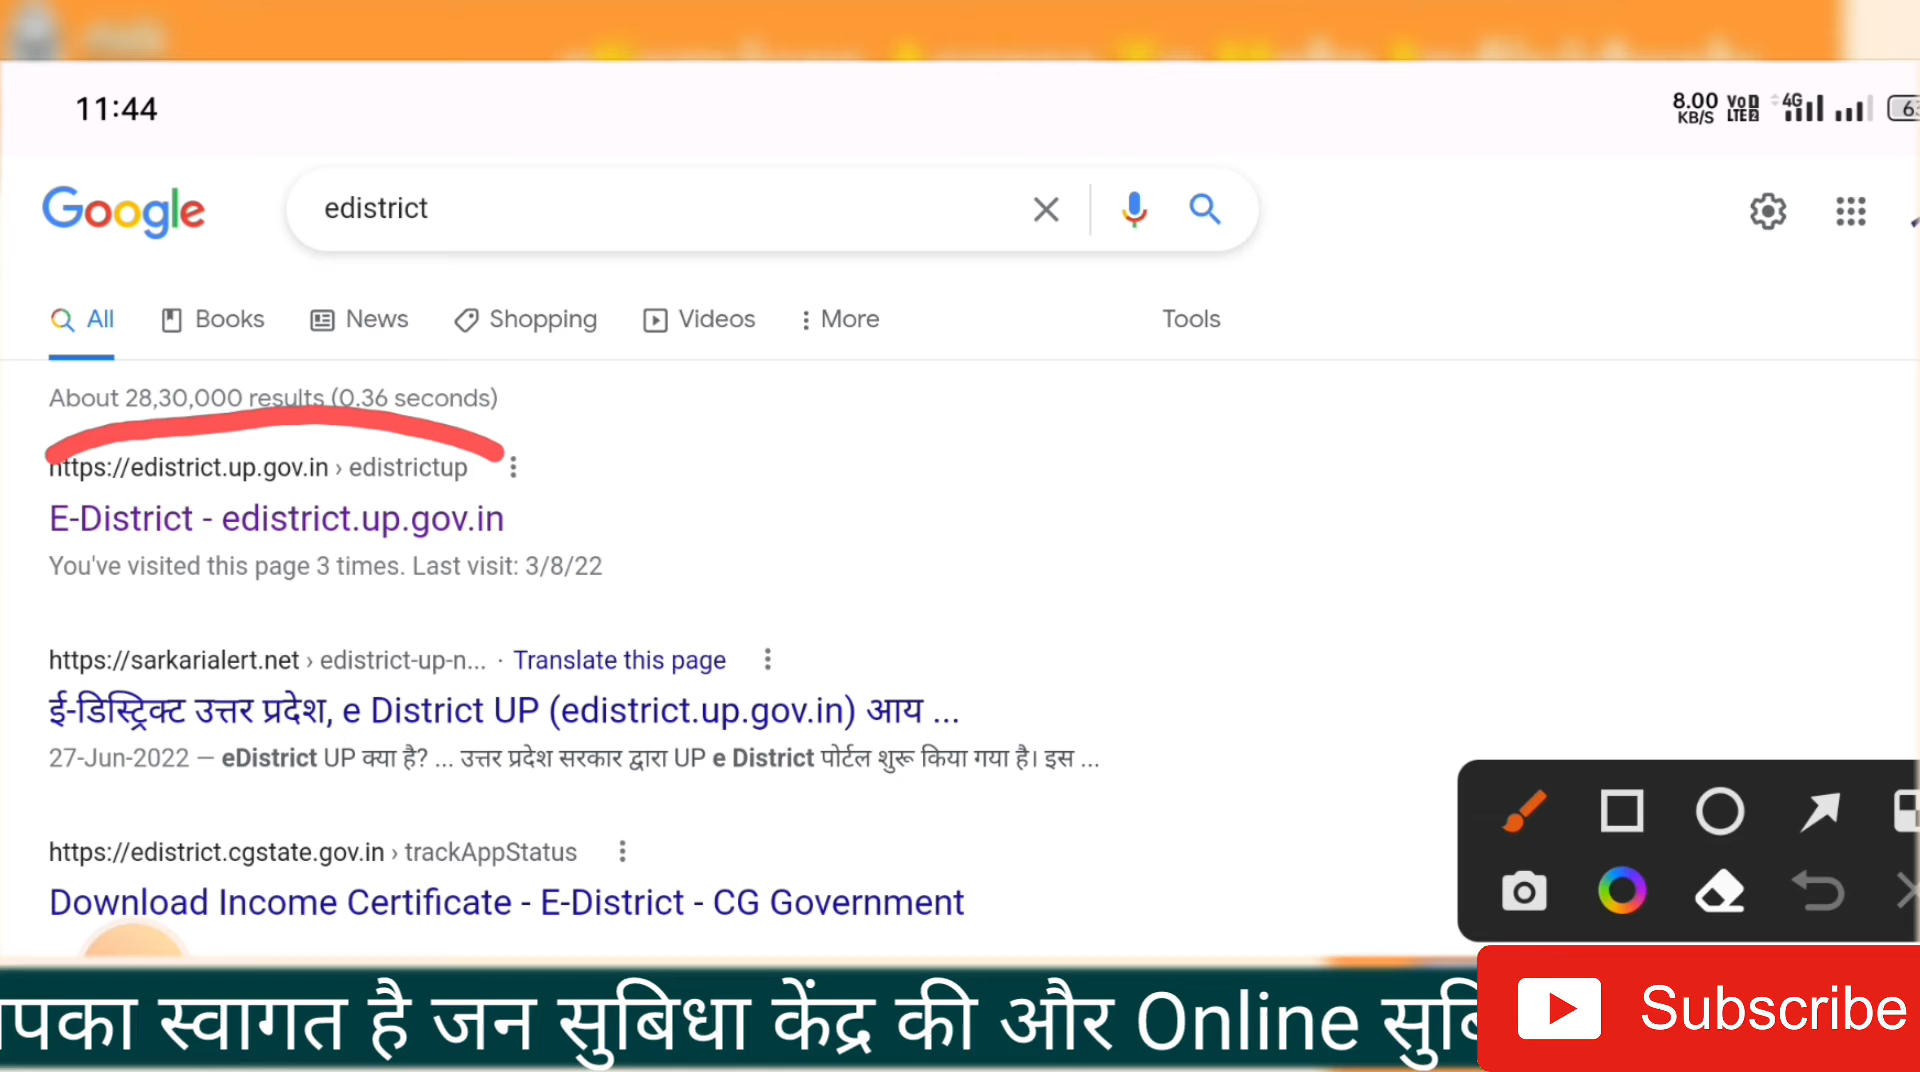 11:44
8.00 KB/S VoD LTE2 4G
Google
edistrict
All Books News Shopping Videos More Tools
About 28,30,000 results (0.36 seconds)
https://edistrict.up.gov.in › edistrictup
E-District - edistrict.up.gov.in
You've visited this page 3 times. Last visit: 3/8/22
https://sarkarialert.net › edistrict-up-n... · Translate this page
ई-डिस्ट्रिक्ट उत्तर प्रदेश, e District UP (edistrict.up.gov.in) आय ...
27-Jun-2022 — eDistrict UP क्या है? ... उत्तर प्रदेश सरकार द्वारा UP e District पोर्टल शुरू किया गया है। इस ...
https://edistrict.cgstate.gov.in › trackAppStatus
Download Income Certificate - E-District - CG Government
स्वागत है जन सुबिधा केंद्र की और Online
Subscribe